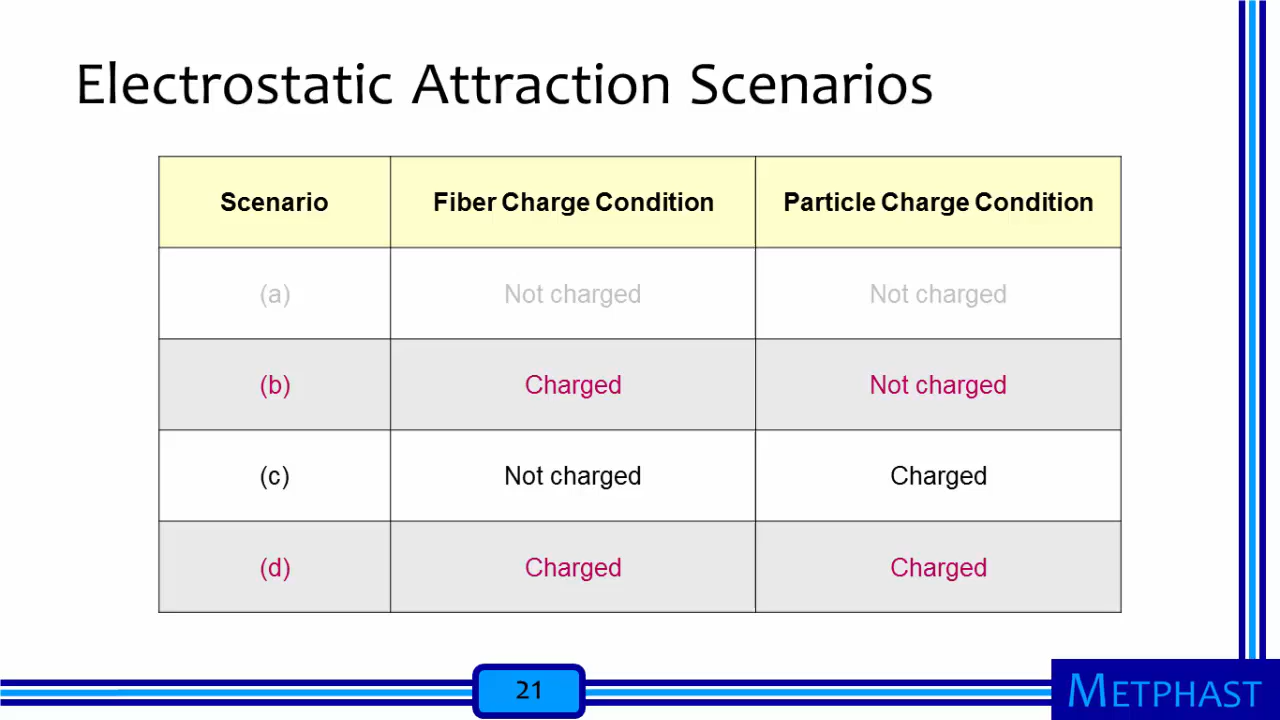 Electrostatic Attraction Scenarios
Scenario Fiber Charge Condition Particle Charge Condition
(a) Not charged Not charged
(b) Charged Not charged
(c) Not charged Charged
(d) Charged Charged
21
METPHAST